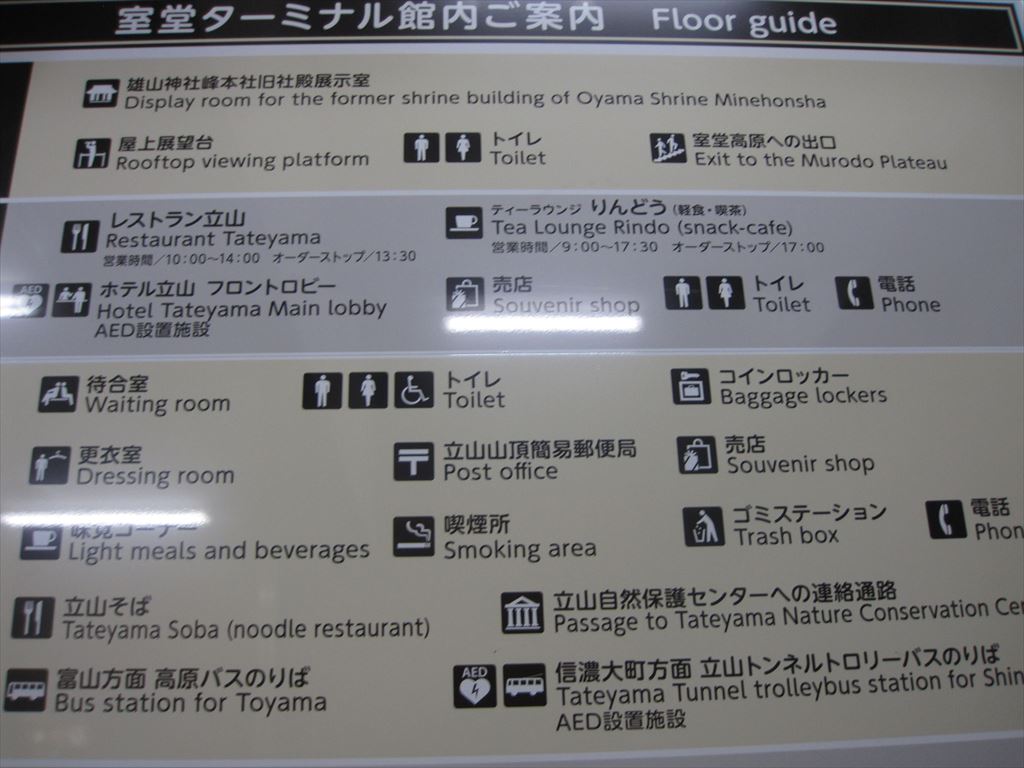 室堂ターミナル館内ご案内 Floor guide
雄山神社峰本社旧社殿展示室
Display room for the former shrine building of Oyama Shrine Minehonsha
屋上展望台
Rooftop viewing platform
トイレ
Toilet
室堂高原への出口
Exit to the Murodo Plateau
レストラン立山
Restaurant Tateyama
営業時間/10:00~14:00 オーダーストップ/13:30
ティーラウンジ りんどう (軽食・喫茶)
Tea Lounge Rindo (snack-cafe)
営業時間/9:00~17:30 オーダーストップ/17:00
AED
ホテル立山 フロントロビー
Hotel Tateyama Main lobby
AED設置施設
売店
Souvenir shop
トイレ
Toilet
電話
Phone
待合室
Waiting room
トイレ
Toilet
コインロッカー
Baggage lockers
更衣室
Dressing room
立山山頂簡易郵便局
Post office
売店
Souvenir shop
味覚コーナー
Light meals and beverages
喫煙所
Smoking area
ゴミステーション
Trash box
電話
Phon
立山そば
Tateyama Soba (noodle restaurant)
立山自然保護センターへの連絡通路
Passage to Tateyama Nature Conservation Cen
富山方面 高原バスのりば
Bus station for Toyama
AED
信濃大町方面 立山トンネルトロリーバスのりば
Tateyama Tunnel trolleybus station for Shin
AED設置施設